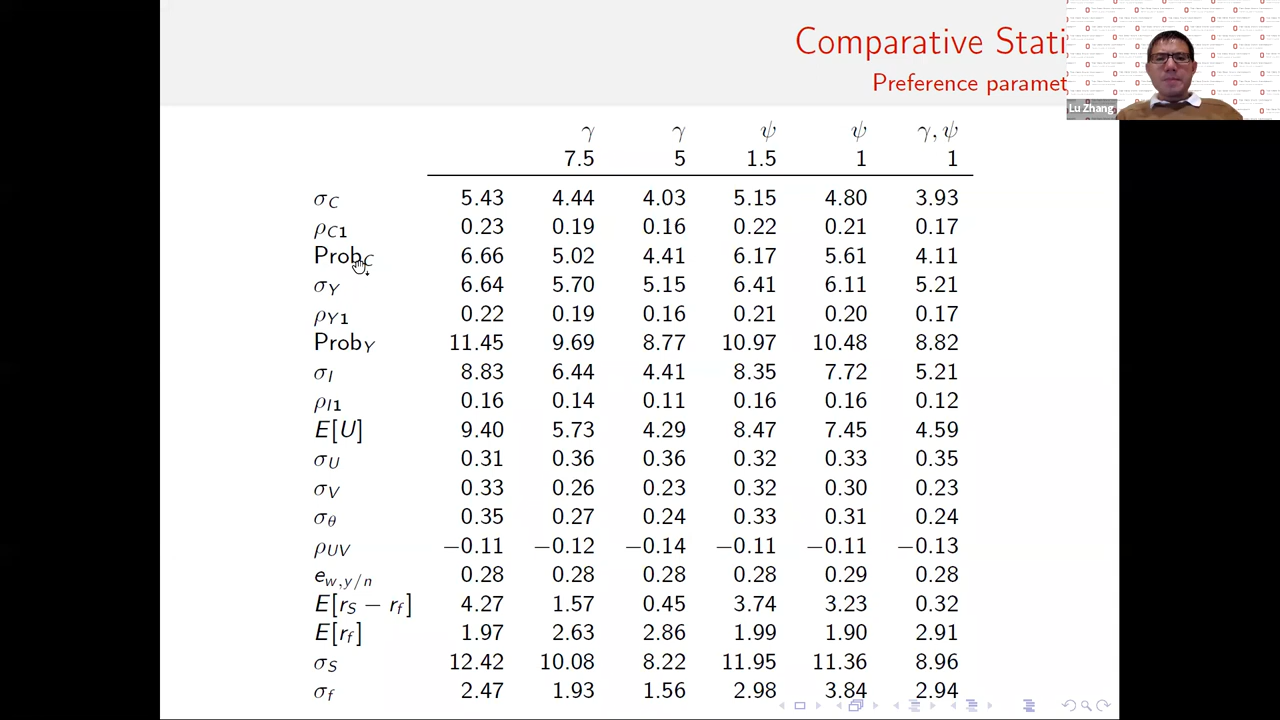 Comparative Stati
Preference paramet
Lu Zhang
γ γ ψ ψ γ, ψ
7.5 5 1.5 1 1
σC 5.43 4.44 4.03 5.15 4.80 3.93
ρC1 0.23 0.19 0.16 0.22 0.21 0.17
ProbC 6.66 5.02 4.41 6.17 5.61 4.11
σY 6.64 5.70 5.15 6.41 6.11 5.21
ρY1 0.22 0.19 0.16 0.21 0.20 0.17
ProbY 11.45 9.69 8.77 10.97 10.48 8.82
σI 8.83 6.44 4.41 8.35 7.72 5.21
ρI1 0.16 0.14 0.11 0.16 0.16 0.12
E[U] 9.40 5.73 4.29 8.47 7.45 4.59
σU 0.31 0.36 0.36 0.32 0.33 0.35
σV 0.33 0.26 0.23 0.32 0.30 0.23
σθ 0.35 0.27 0.24 0.33 0.31 0.24
ρUV −0.11 −0.12 −0.14 −0.11 −0.11 −0.13
ew,y/n 0.28 0.28 0.28 0.28 0.29 0.28
E[rS − rf] 4.27 1.57 0.45 3.74 3.23 0.32
E[rf] 1.97 2.63 2.86 1.99 1.90 2.91
σS 12.42 10.08 8.22 11.95 11.36 8.96
σf 2.47 1.93 1.56 2.98 3.84 2.94